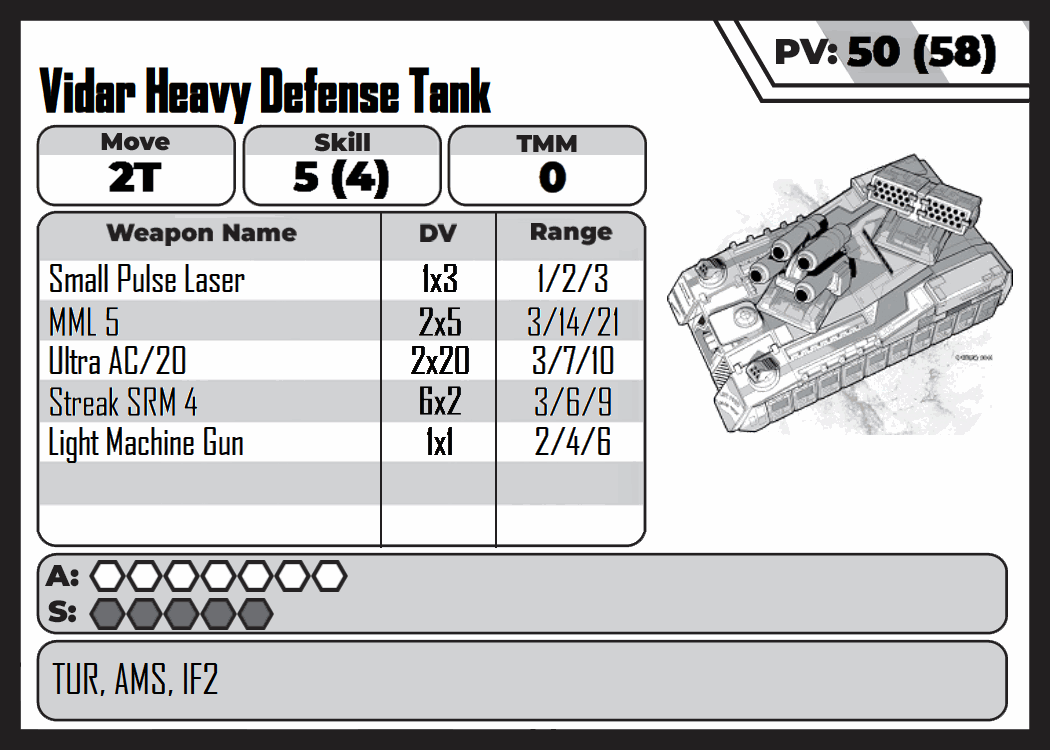 PV: 50 (58)
Vidar Heavy Defense Tank
Move Skill TMM
2T 5 (4) 0
Weapon Name DV Range
Small Pulse Laser 1x3 1/2/3
MML 5 2x5 3/14/21
Ultra AC/20 2x20 3/7/10
Streak SRM 4 6x2 3/6/9
Light Machine Gun 1x1 2/4/6
A:
S:
TUR, AMS, IF2